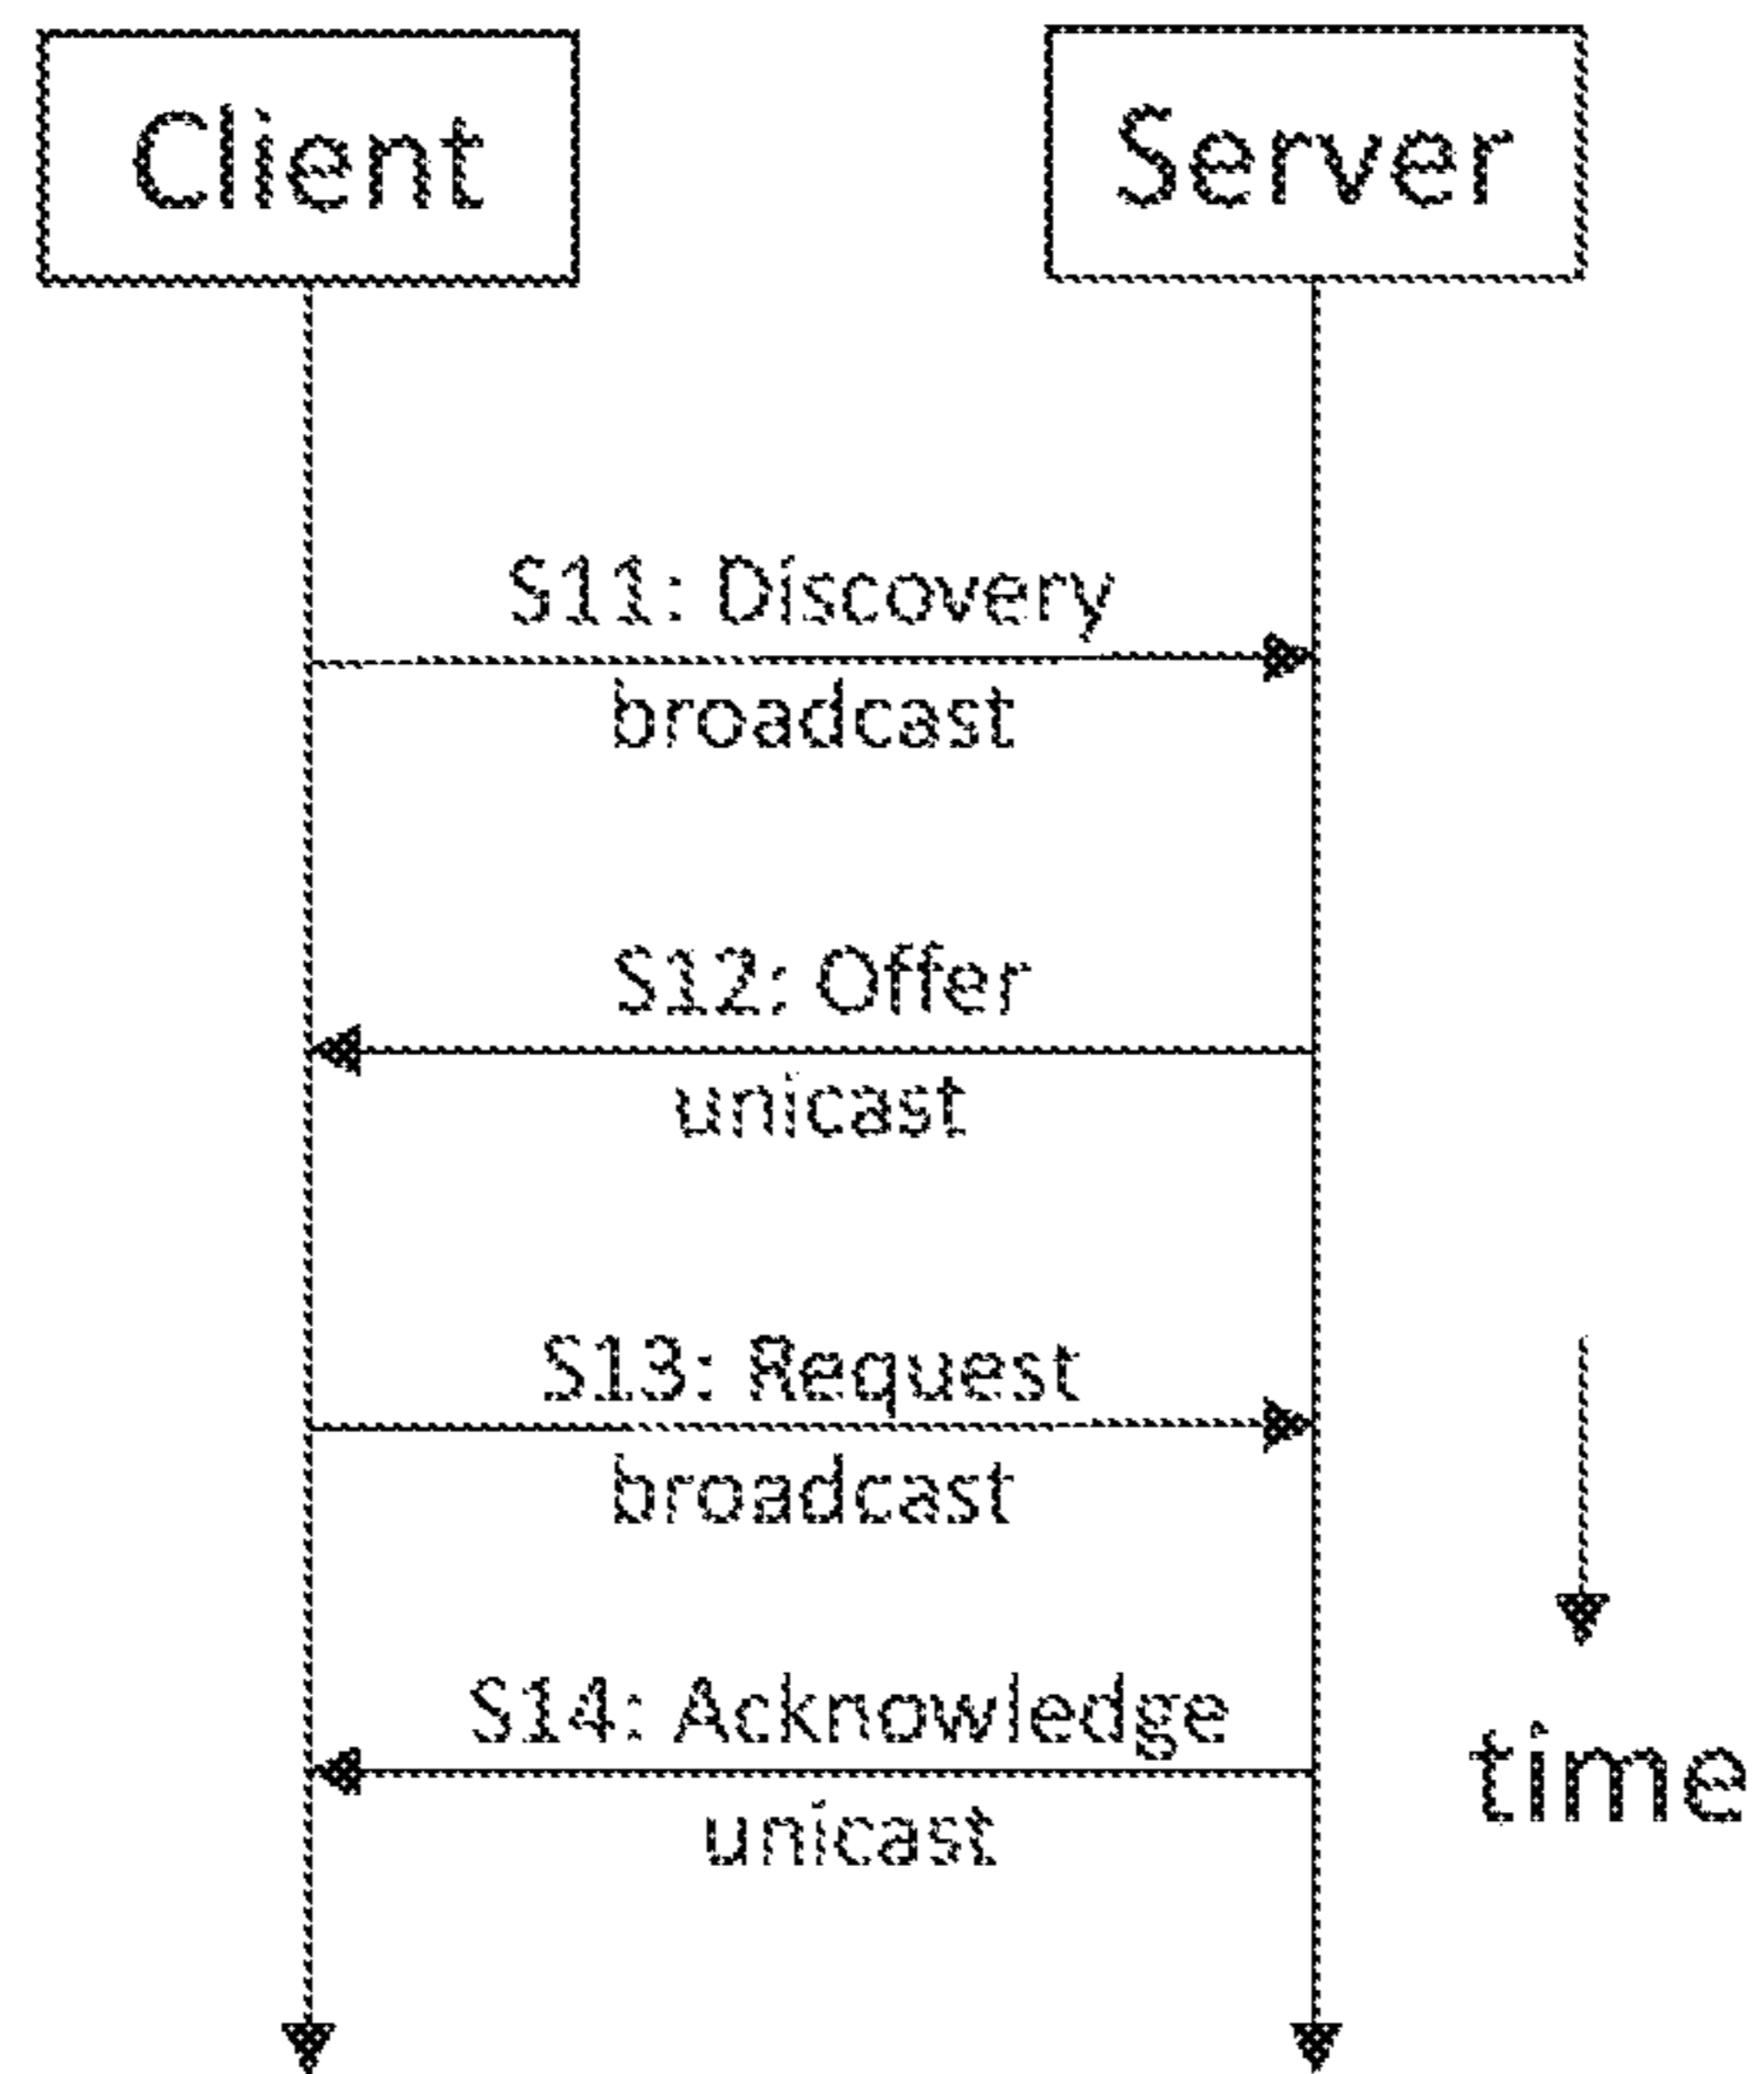 Client
Server
S11: Discovery
broadcast
S12: Offer
unicast
S13: Request
broadcast
S14: Acknowledge
unicast
time